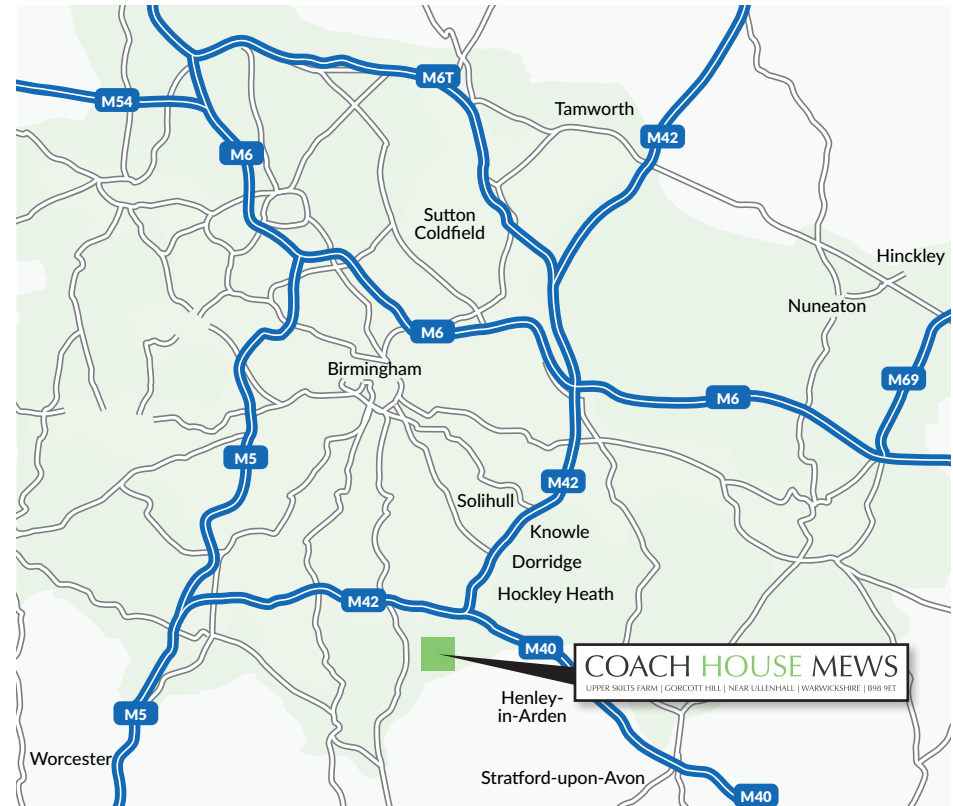 M6T
M54
Tamworth
M42
M6
Sutton
Coldfield
Hinckley
Nuneaton
M6
Birmingham
M69
M6
M5
M42
Solihull
Knowle
Dorridge
Hockley Heath
M42
M40
COACH HOUSE MEWS
UPPER SKILTS FARM | GORCOTT HILL | NEAR ULLENHALL | WARWICKSHIRE | B98 9ET
Henley-
in-Arden
M5
Worcester
Stratford-upon-Avon
M40